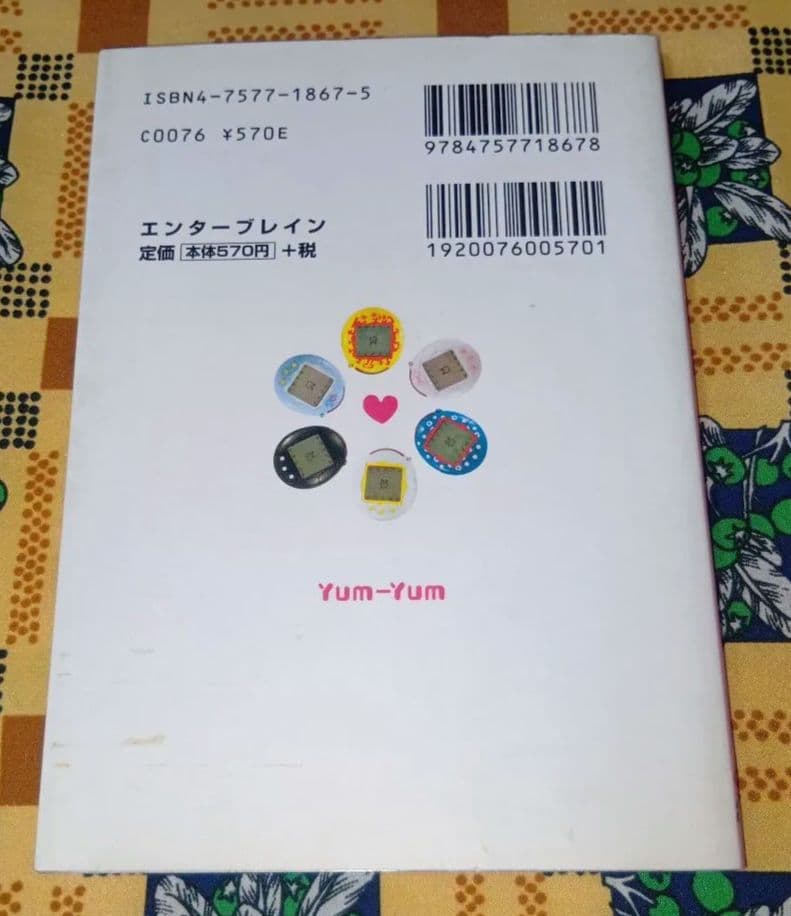 ISBN4-7577-1867-5
C0076 ¥570E
9784757718678
エンターブレイン
定価 本体570円 +税
1920076005701
Yum-Yum